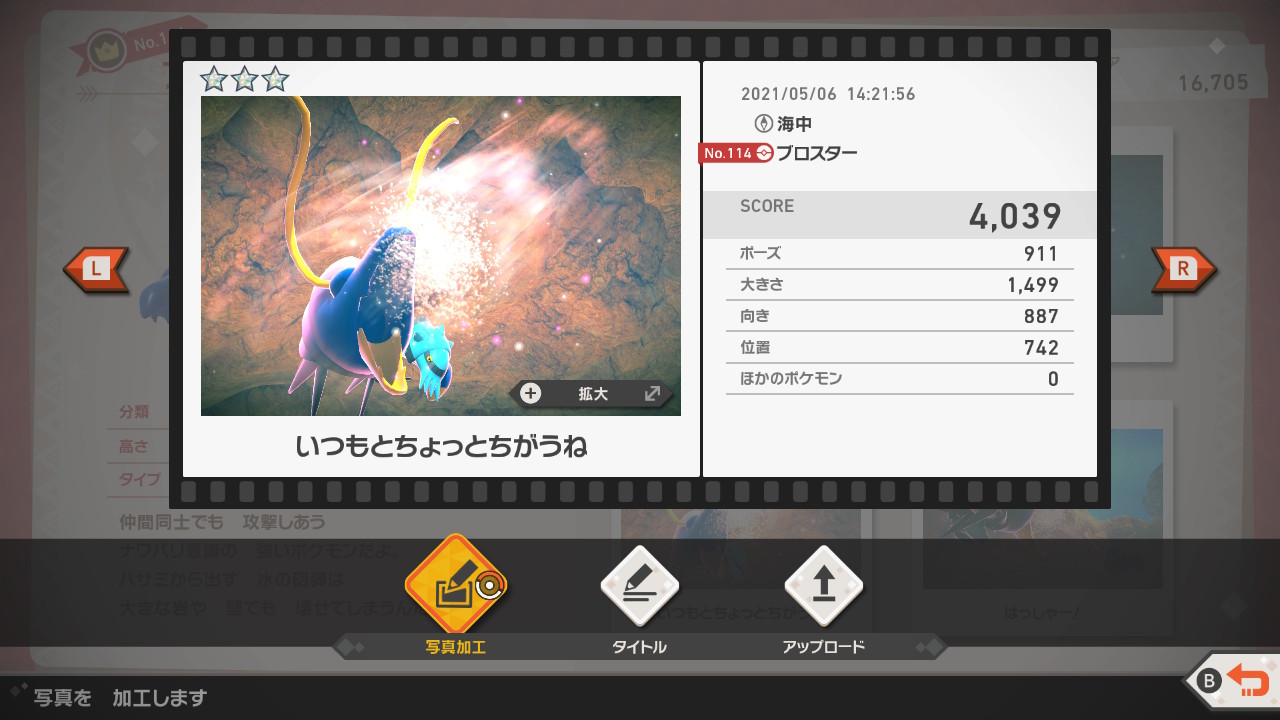 No.1
16,705
2021/05/06 14:21:56
海中
No.114 ブロスター
SCORE 4,039
ポーズ 911
大きさ 1,499
向き 887
位置 742
ほかのポケモン 0
拡大
いつもとちょっとちがうね
L
R
分類
高さ
タイプ
仲間同士でも 攻撃しあう
ナワバリ意識の 強いポケモンだよ。
ハサミから出す 水の砲弾は
大きな岩や 壁でも 壊せてしまうん
いつもとちょっとちが
はっしゃー!
写真加工
タイトル
アップロード
写真を 加工します
B